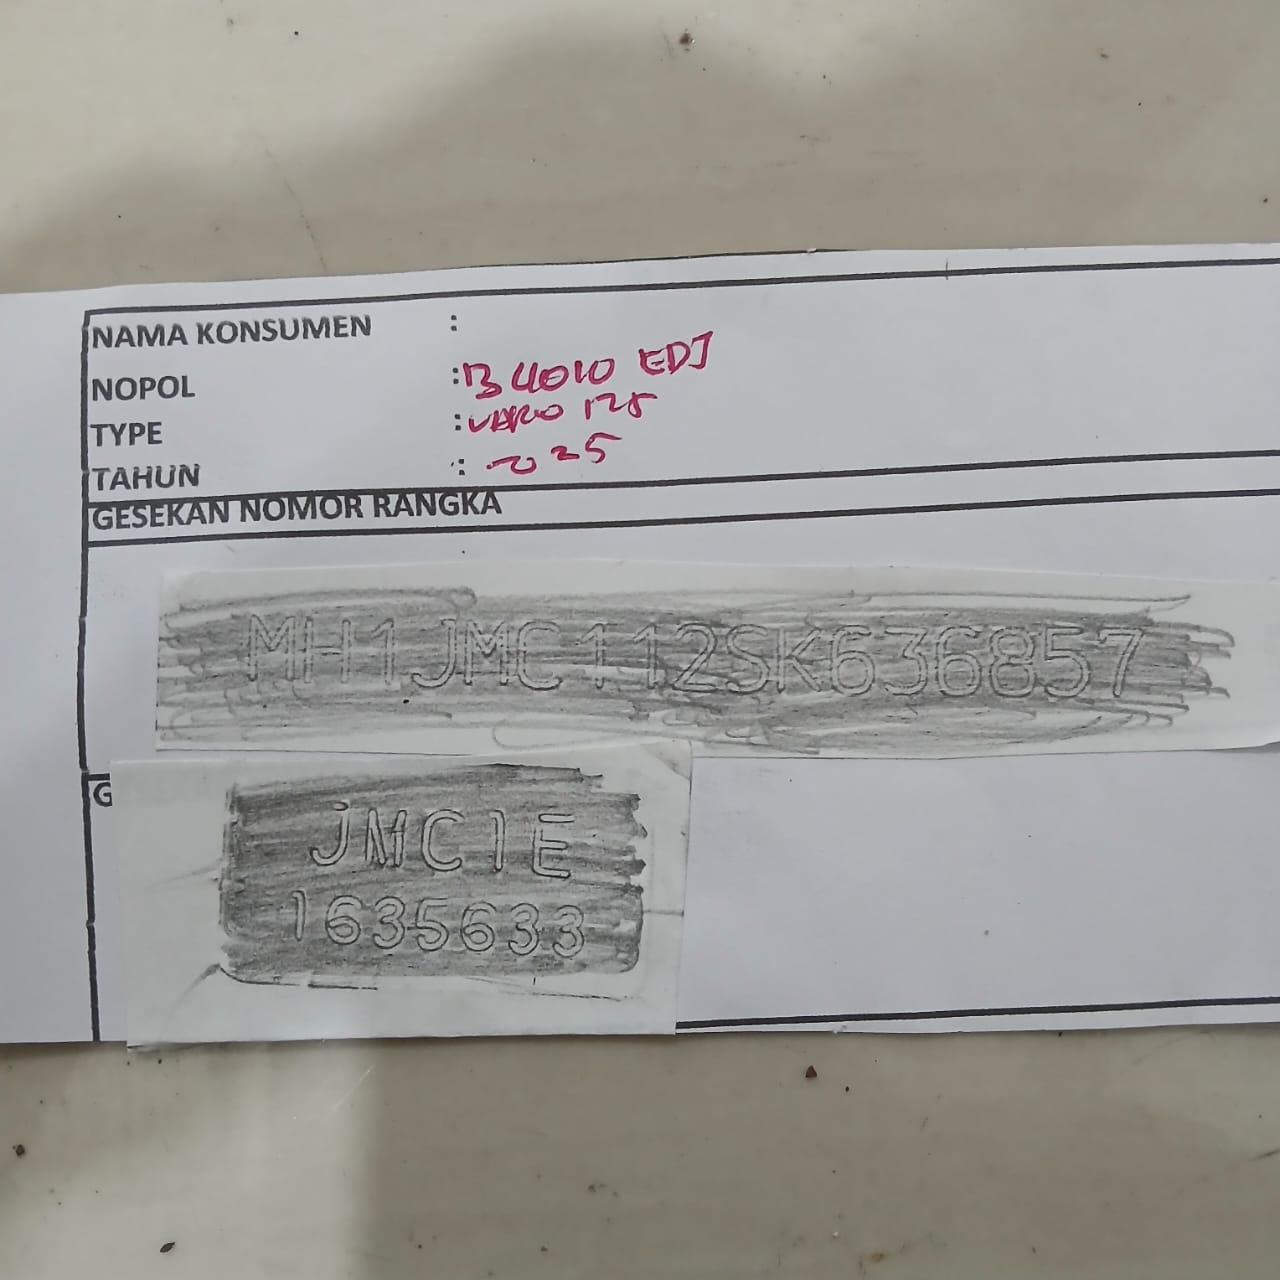 NAMA KONSUMEN :
NOPOL : B 4010 EDJ
TYPE : VARIO 125
TAHUN : 2025
GESEKAN NOMOR RANGKA
MH1JMC112SK636857
G
JMC1E
1635633